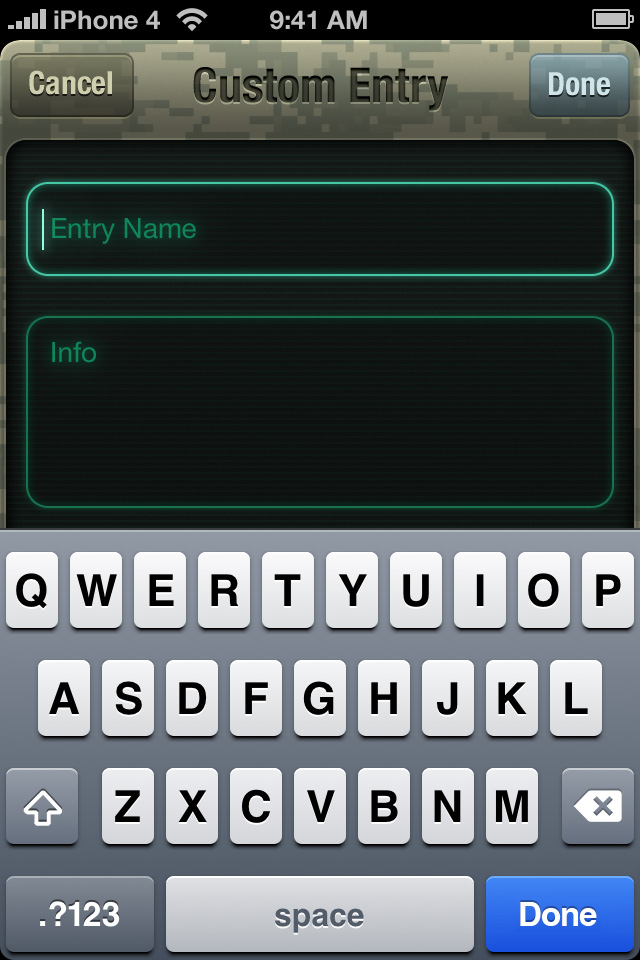 iPhone 4 9:41 AM
Cancel Custom Entry Done
Entry Name
Info
Q W E R T Y U I O P
A S D F G H J K L
Z X C V B N M
.?123 space Done